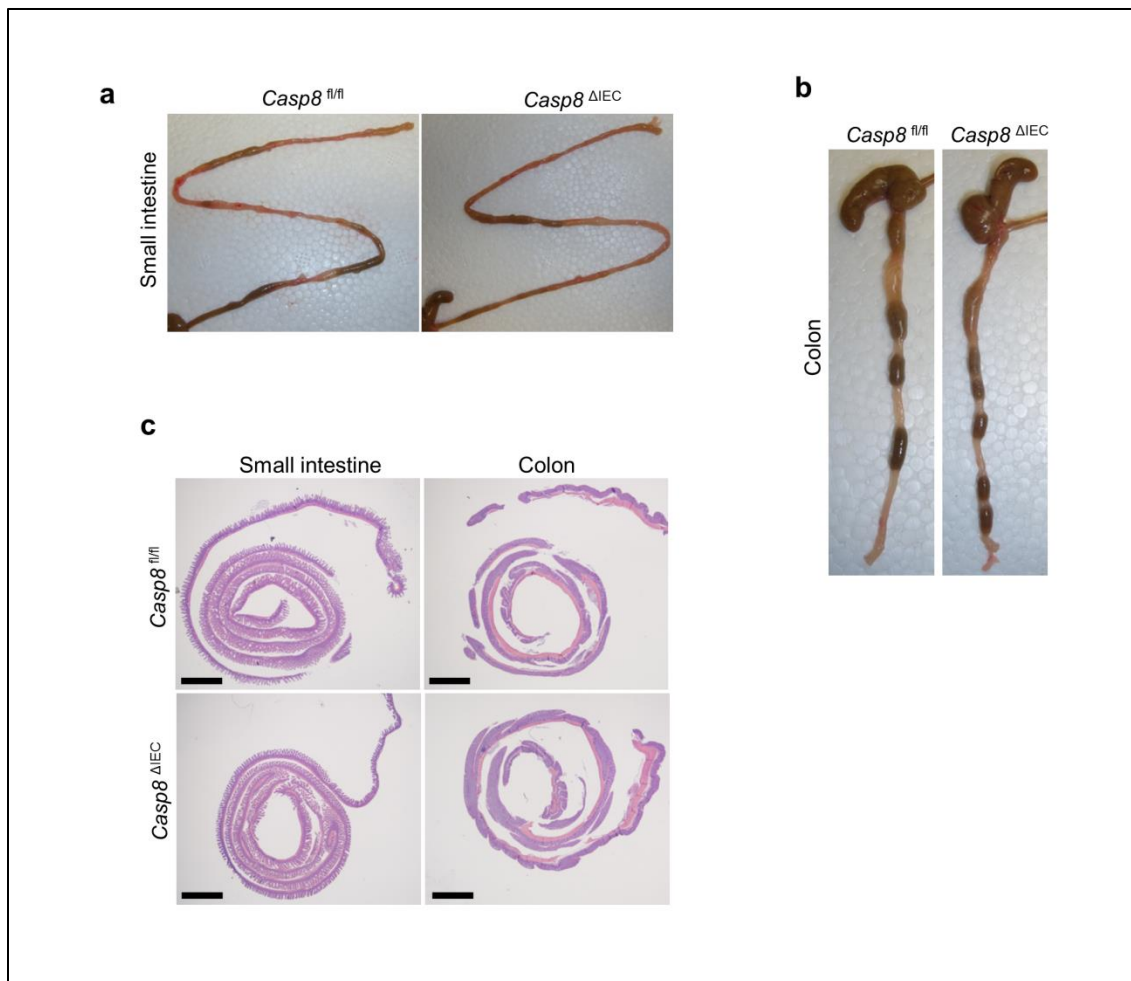 a
Casp8 fl/fl
Casp8 ΔIEC
Small intestine
b
Casp8 fl/fl
Casp8 ΔIEC
Colon
c
Small intestine
Colon
Casp8 fl/fl
Casp8 ΔIEC